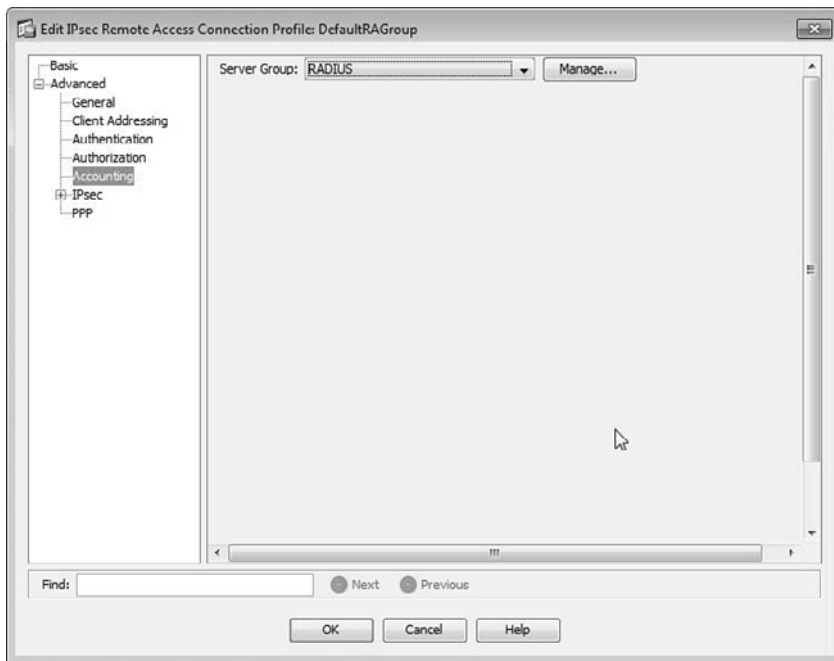 Edit IPsec Remote Access Connection Profile: DefaultRAGroup
Basic
Advanced
General
Client Addressing
Authentication
Authorization
Accounting
IPsec
PPP
Server Group: RADIUS Manage...
Find: Next Previous
OK Cancel Help